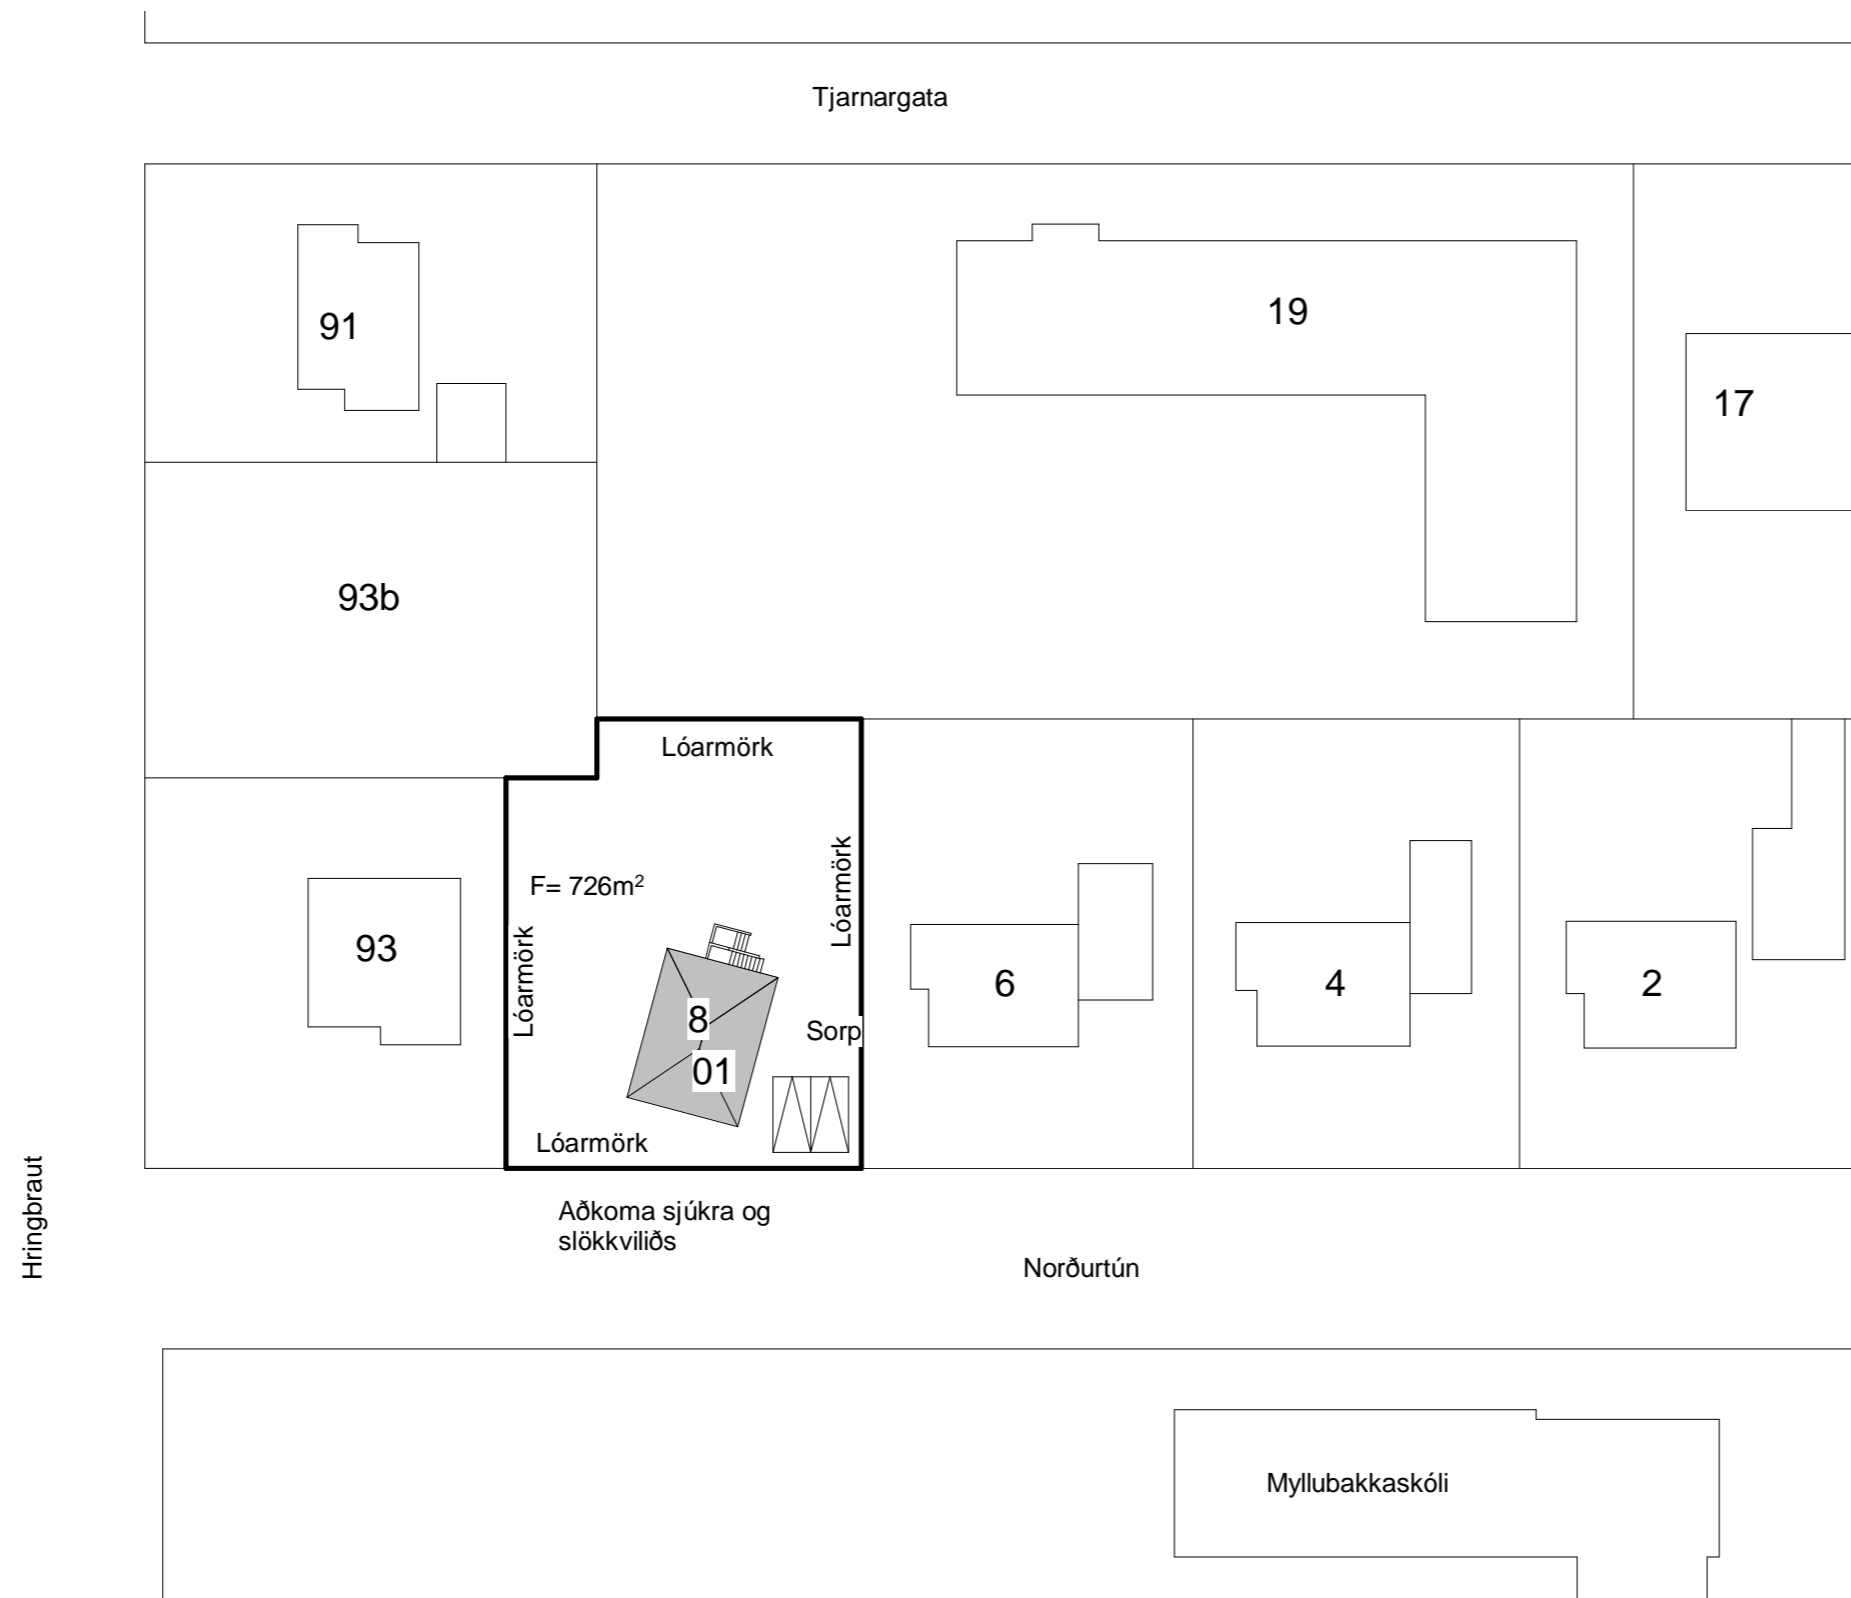 Tjarnargata
91
19
17
93b
Lóarmörk
Lóarmörk
F= 726m²
93
Lóarmörk
8
01
Sorp
6
4
2
Lóarmörk
Hringbraut
Aðkoma sjúkra og
slökkviliðs
Norðurtún
Myllubakkaskóli